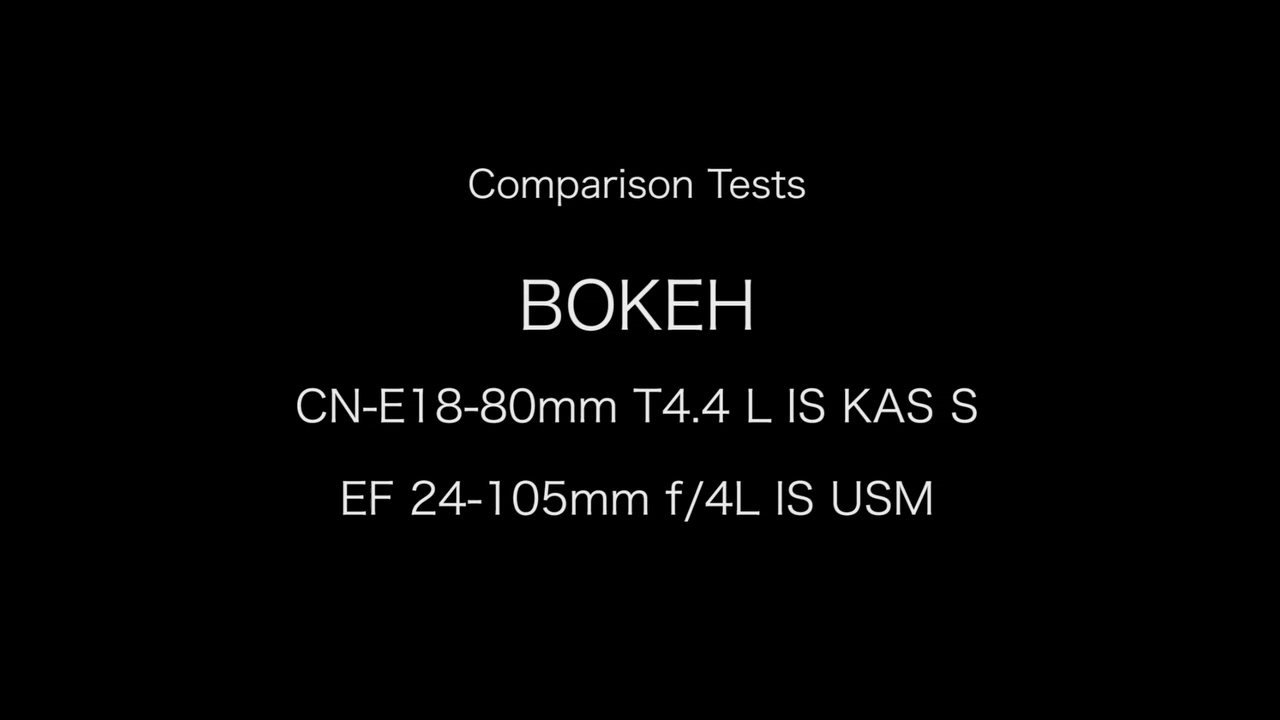 Comparison Tests
BOKEH
CN-E18-80mm T4.4 L IS KAS S
EF 24-105mm f/4L IS USM